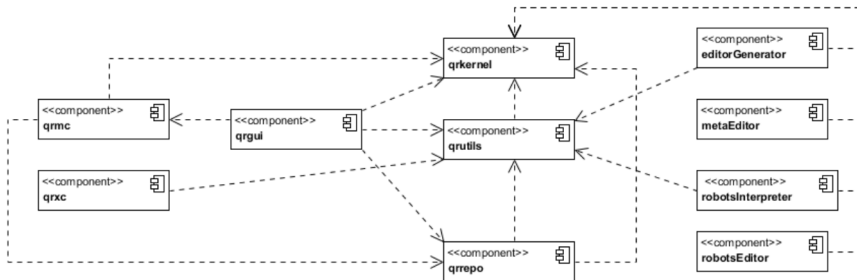 <<component>>
qrkernel
<<component>>
editorGenerator
<<component>>
qrmc
<<component>>
qrgui
<<component>>
qrutils
<<component>>
metaEditor
<<component>>
qrxc
<<component>>
robotsInterpreter
<<component>>
qrrepo
<<component>>
robotsEditor